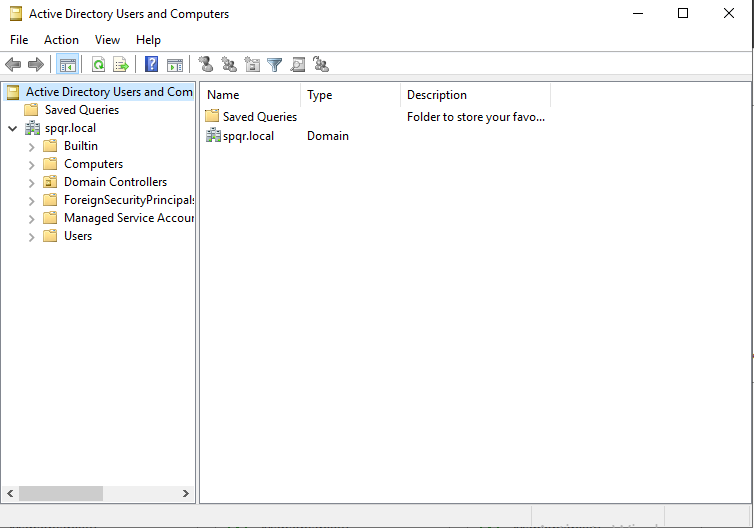 Active Directory Users and Computers
File Action View Help
Active Directory Users and Com
Saved Queries
spqr.local
Builtin
Computers
Domain Controllers
ForeignSecurityPrincipals
Managed Service Accour
Users
Name Type Description
Saved Queries Folder to store your favo...
spqr.local Domain